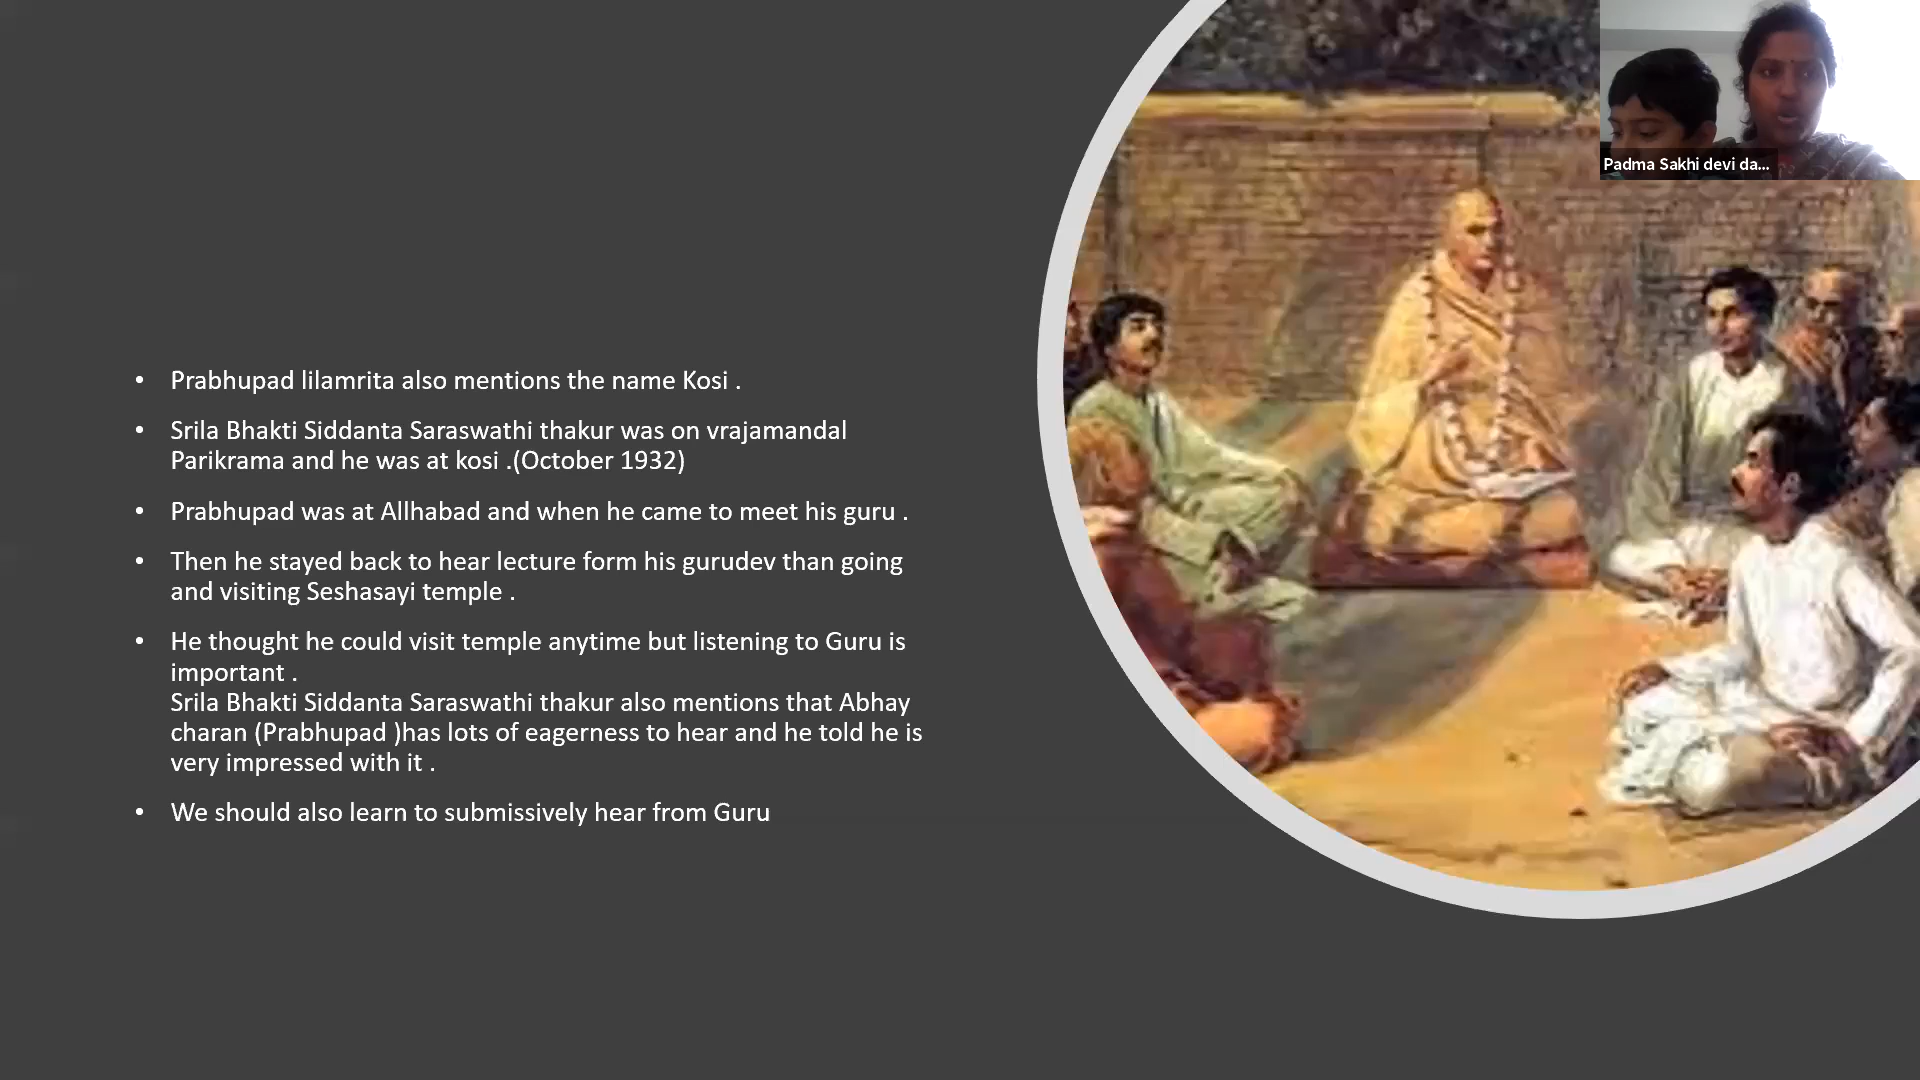 Padma Sakhi devi da...
• Prabhupad lilamrita also mentions the name Kosi .
• Srila Bhakti Siddanta Saraswathi thakur was on vrajamandal
Parikrama and he was at kosi .(October 1932)
• Prabhupad was at Allhabad and when he came to meet his guru .
• Then he stayed back to hear lecture form his gurudev than going
and visiting Seshasayi temple .
• He thought he could visit temple anytime but listening to Guru is
important .
Srila Bhakti Siddanta Saraswathi thakur also mentions that Abhay
charan (Prabhupad )has lots of eagerness to hear and he told he is
very impressed with it .
• We should also learn to submissively hear from Guru